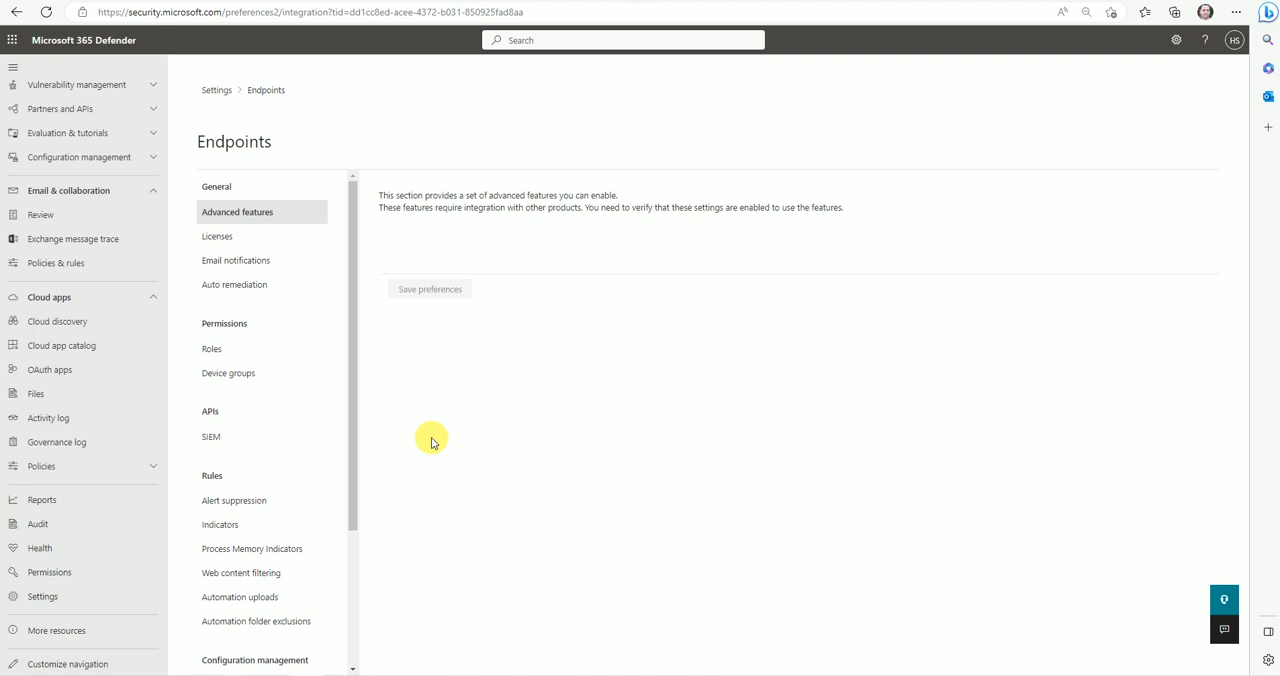 https://security.microsoft.com/preferences2/integration?tid=dd1cc8ed-acee-4372-b031-850925fad8aa
Microsoft 365 Defender
Search
HS
Vulnerability management
Partners and APIs
Evaluation & tutorials
Configuration management
Email & collaboration
Review
Exchange message trace
Policies & rules
Cloud apps
Cloud discovery
Cloud app catalog
OAuth apps
Files
Activity log
Governance log
Policies
Reports
Audit
Health
Permissions
Settings
More resources
Customize navigation
Settings > Endpoints
Endpoints
General
Advanced features
Licenses
Email notifications
Auto remediation
Permissions
Roles
Device groups
APIs
SIEM
Rules
Alert suppression
Indicators
Process Memory Indicators
Web content filtering
Automation uploads
Automation folder exclusions
Configuration management
This section provides a set of advanced features you can enable.
These features require integration with other products. You need to verify that these settings are enabled to use the features.
Save preferences